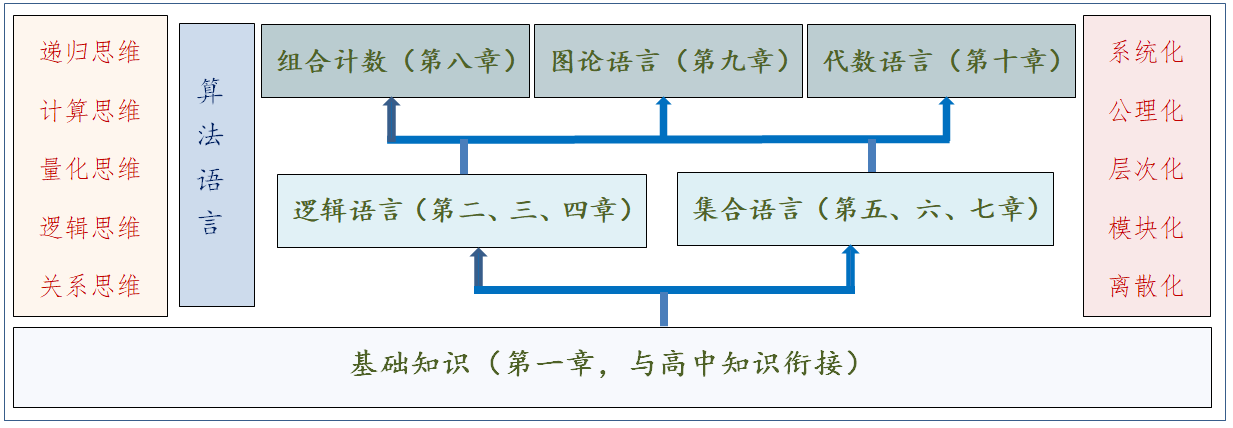 递归思维
计算思维
量化思维
逻辑思维
关系思维
算
法
语
言
组合计数（第八章）
图论语言（第九章）
代数语言（第十章）
逻辑语言（第二、三、四章）
集合语言（第五、六、七章）
系统化
公理化
层次化
模块化
离散化
基础知识（第一章，与高中知识衔接）